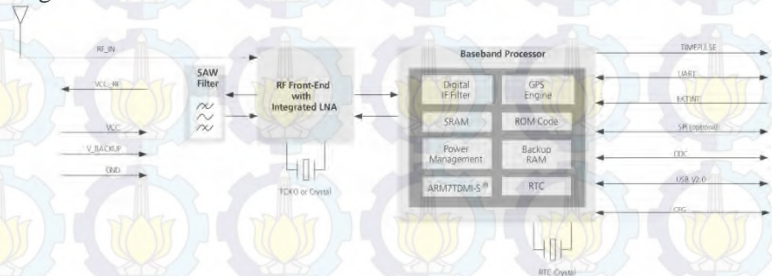 RF_IN
VCC_RF
VCC
V_BACKUP
GND
SAW
Filter
RF Front-End
with
Integrated LNA
TCXO or Crystal
Baseband Processor
Digital
IF Filter
GPS
Engine
SRAM
ROM Code
Power
Management
Backup
RAM
ARM7TDMI-S®
RTC
RTC Crystal
TIMEPULSE
UART
EXTINT
SPI (optional)
DDC
USB V2.0
CFG